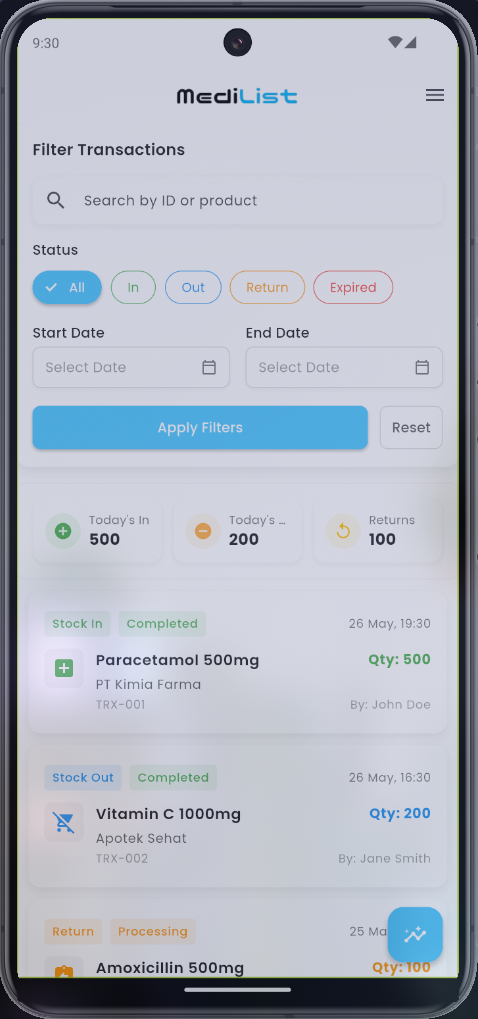 9:30
MediList
Filter Transactions
Search by ID or product
Status
All In Out Return Expired
Start Date End Date
Select Date Select Date
Apply Filters Reset
Today's In Today's ... Returns
500 200 100
Stock In Completed 26 May, 19:30
Paracetamol 500mg Qty: 500
PT Kimia Farma
TRX-001 By: John Doe
Stock Out Completed 26 May, 16:30
Vitamin C 1000mg Qty: 200
Apotek Sehat
TRX-002 By: Jane Smith
Return Processing 25 Ma
Amoxicillin 500mg Qty: 100